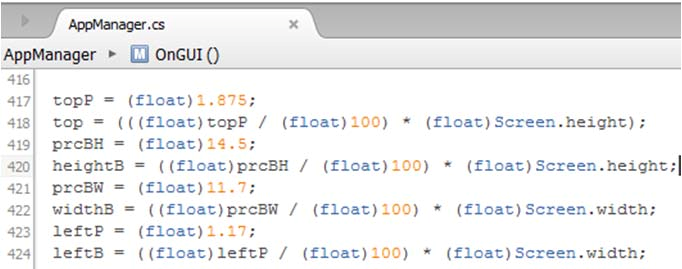 AppManager.cs ×
AppManager ▸ M OnGUI ()
416
417 topP = (float)1.875;
418 top = (((float)topP / (float)100) * (float)Screen.height);
419 prcBH = (float)14.5;
420 heightB = ((float)prcBH / (float)100) * (float)Screen.height;
421 prcBW = (float)11.7;
422 widthB = ((float)prcBW / (float)100) * (float)Screen.width;
423 leftP = (float)1.17;
424 leftB = ((float)leftP / (float)100) * (float)Screen.width;